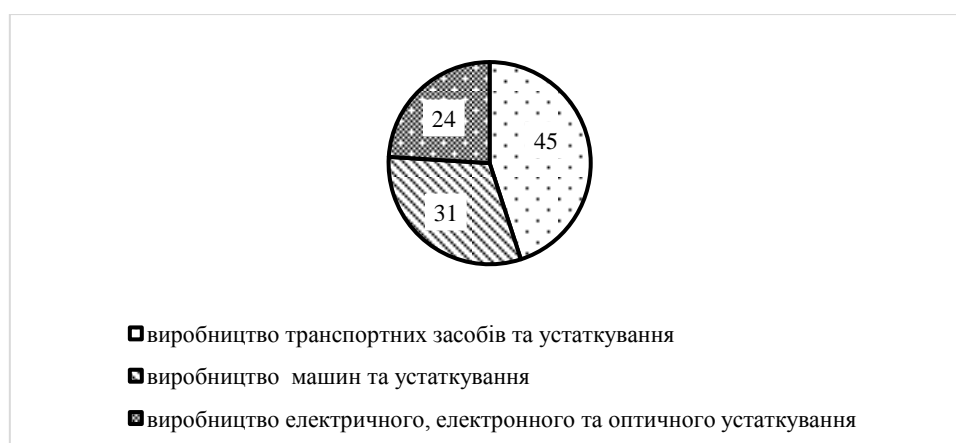 24
45
31
виробництво транспортних засобів та устаткування
виробництво машин та устаткування
виробництво електричного, електронного та оптичного устаткування